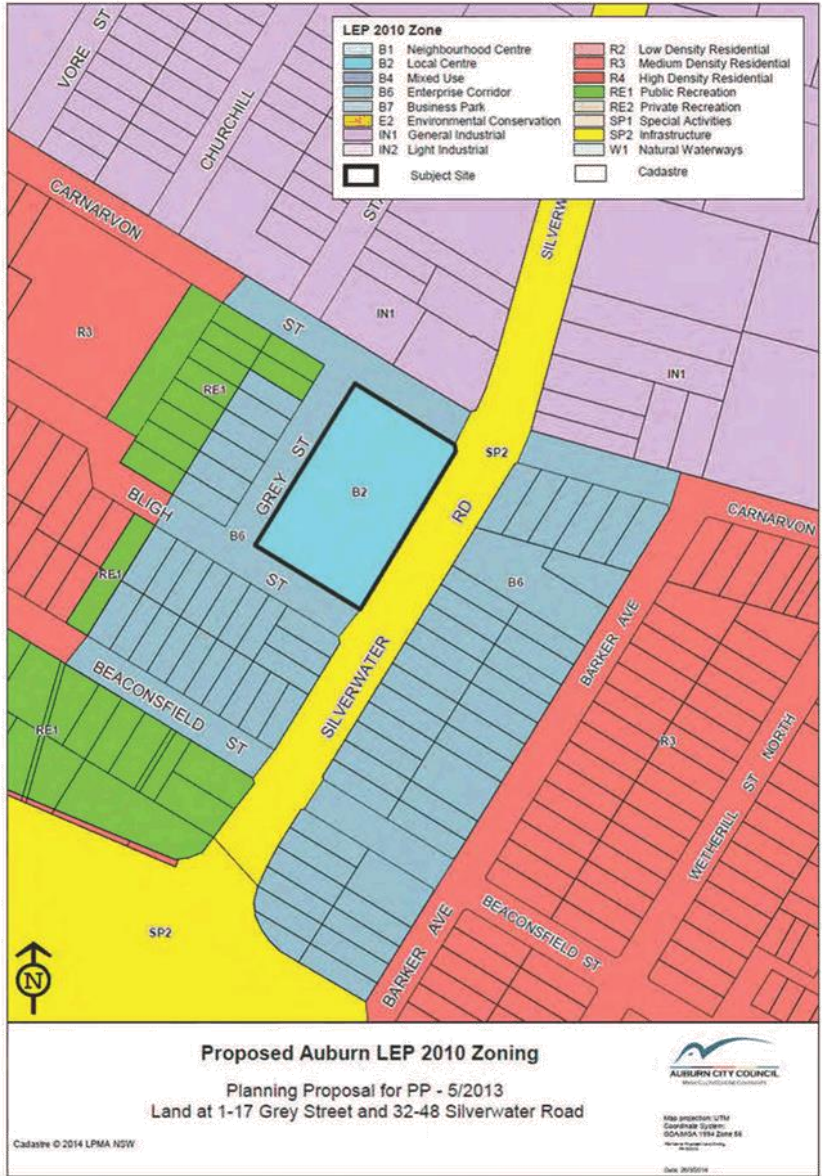 LEP 2010 Zone
B1 Neighbourhood Centre
B2 Local Centre
B4 Mixed Use
B6 Enterprise Corridor
B7 Business Park
E2 Environmental Conservation
IN1 General Industrial
IN2 Light Industrial
Subject Site
R2 Low Density Residential
R3 Medium Density Residential
R4 High Density Residential
RE1 Public Recreation
RE2 Private Recreation
SP1 Special Activities
SP2 Infrastructure
W1 Natural Waterways
Cadastre
VORE ST
CHURCHILL
CARNARVON
ST
IN1
R3
RE1
IN1
GREY ST
B2
SP2
RD
BLIGH
ST
B6
CARNARVON
RE1
B6
BARKER AVE
SILVERWATER
BEACONSFIELD ST
RE1
R3
WETHERILL ST NORTH
BEACONSFIELD ST
BARKER AVE
SP2
N
Proposed Auburn LEP 2010 Zoning
Planning Proposal for PP - 5/2013
Land at 1-17 Grey Street and 32-48 Silverwater Road
AUBURN CITY COUNCIL
Map projection: UTM
Coordinate System:
Cadastre © 2014 LPMA NSW